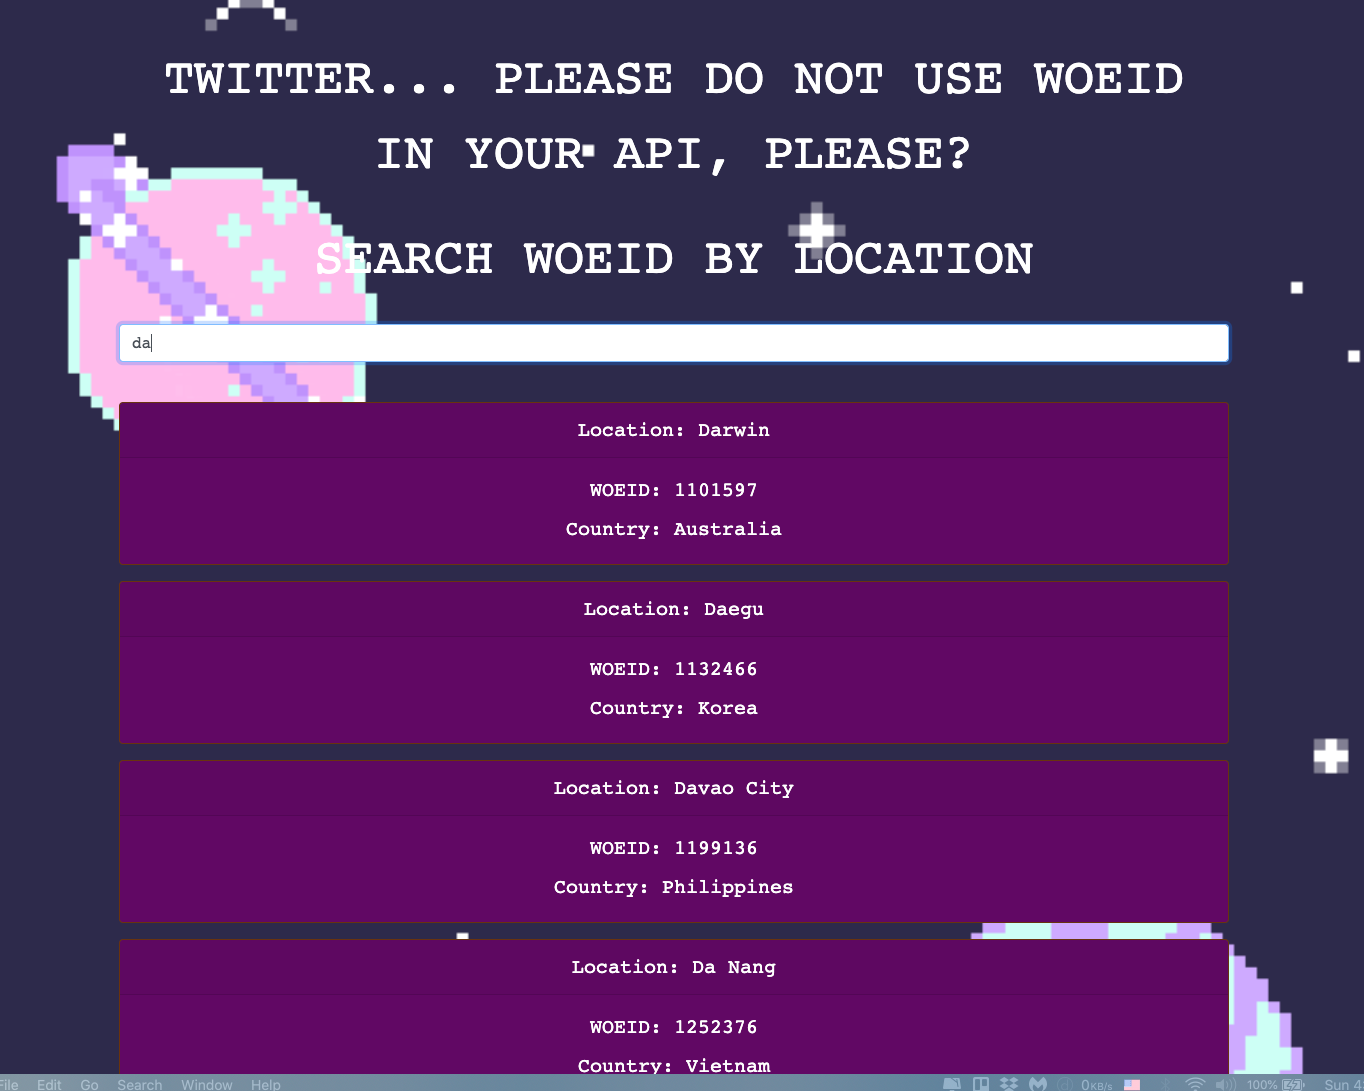 TWITTER... PLEASE DO NOT USE WOEID
IN YOUR API, PLEASE?
SEARCH WOEID BY LOCATION
da
Location: Darwin
WOEID: 1101597
Country: Australia
Location: Daegu
WOEID: 1132466
Country: Korea
Location: Davao City
WOEID: 1199136
Country: Philippines
Location: Da Nang
WOEID: 1252376
Country: Vietnam
File Edit Go Search Window Help 0KB/s 100% Sun 4